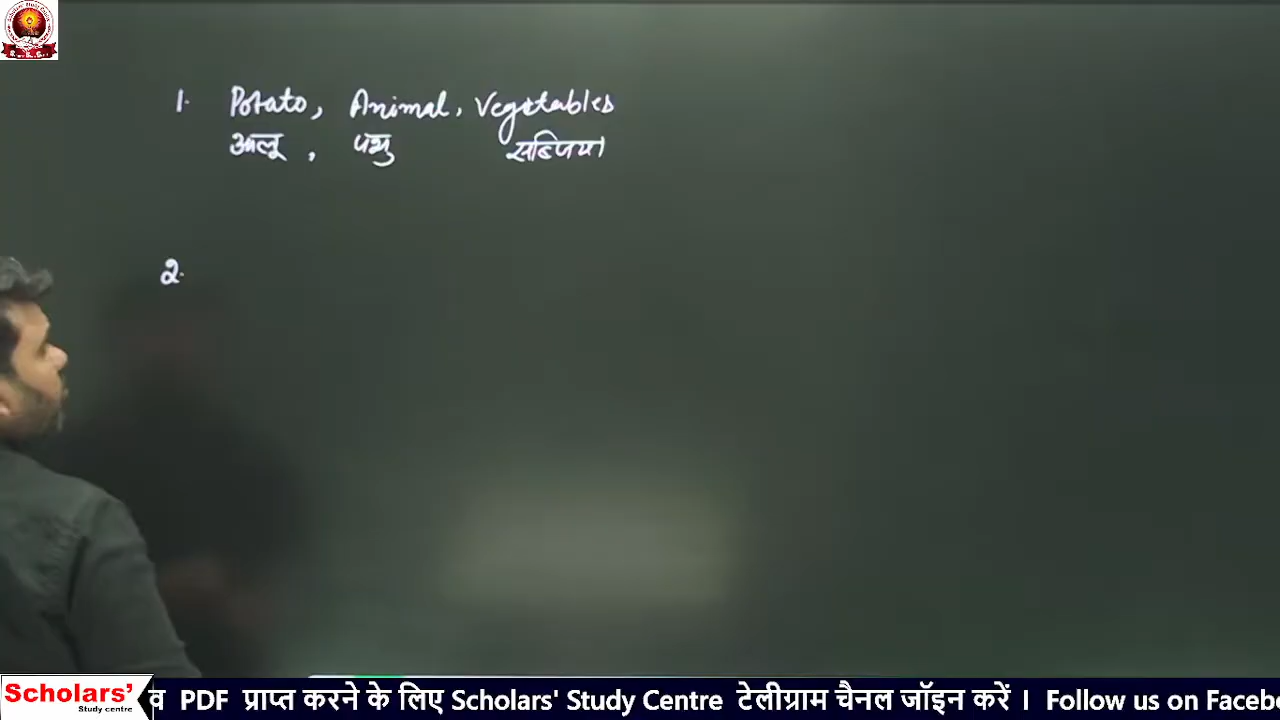 1. Potato, Animal, Vegetables
आलू, पशु सब्जियां
2.
Scholars'
Study centre
व PDF प्राप्त करने के लिए Scholars' Study Centre टेलीग्राम चैनल जॉइन करें । Follow us on Facebo